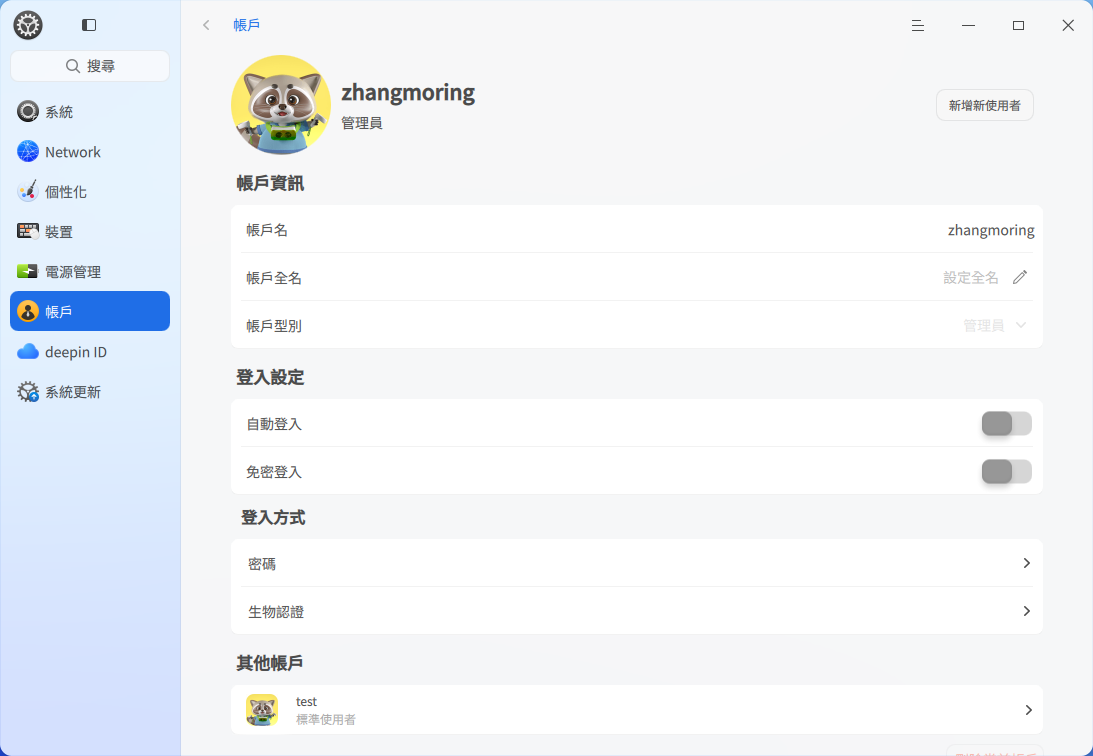 搜尋
系統
Network
個性化
裝置
電源管理
帳戶
deepin ID
系統更新
帳戶
zhangmoring
管理員
新增新使用者
帳戶資訊
帳戶名
zhangmoring
帳戶全名
設定全名
帳戶型別
管理員
登入設定
自動登入
免密登入
登入方式
密碼
生物認證
其他帳戶
test
標準使用者